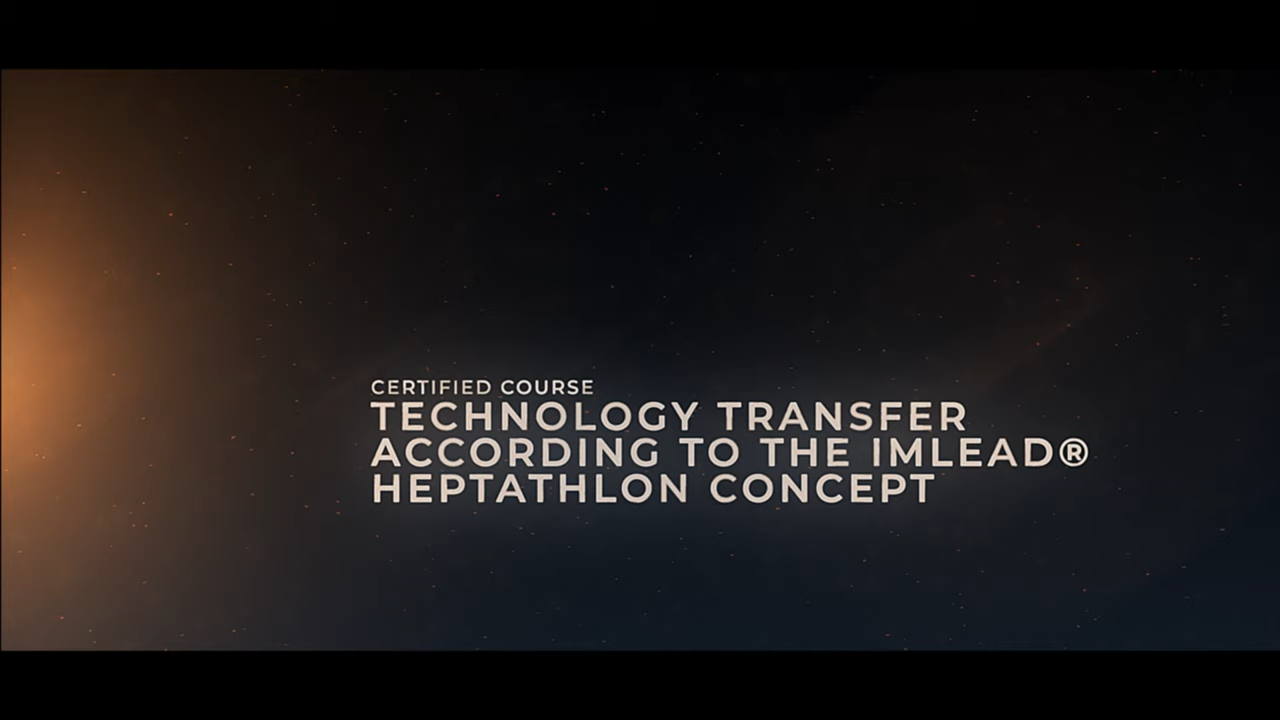 CERTIFIED COURSE
TECHNOLOGY TRANSFER
ACCORDING TO THE IMLEAD®
HEPTATHLON CONCEPT